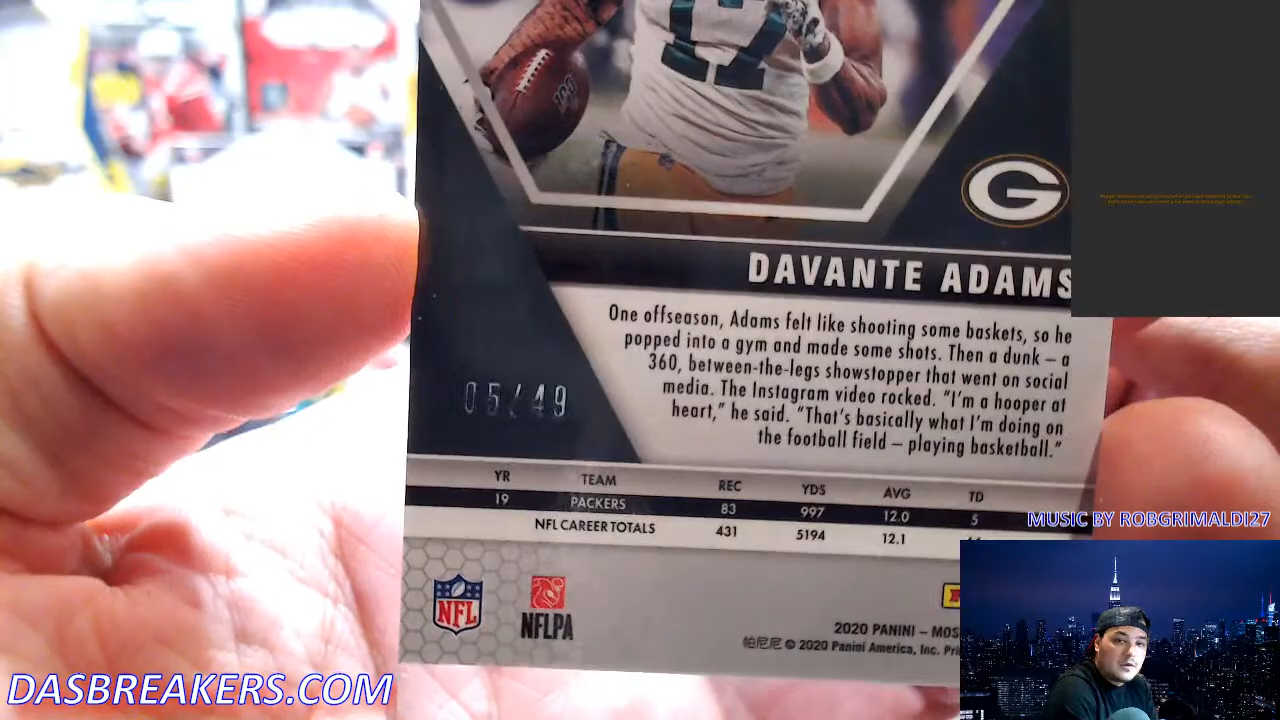 17
G
DAVANTE ADAMS
One offseason, Adams felt like shooting some baskets, so he
popped into a gym and made some shots. Then a dunk – a
360, between-the-legs showstopper that went on social
media. The Instagram video rocked. "I'm a hooper at
heart," he said. "That's basically what I'm doing on
the football field – playing basketball."
05/49
YR TEAM REC YDS AVG TD
19 PACKERS 83 997 12.0 5
NFL CAREER TOTALS 431 5194 12.1
NFL
NFLPA
2020 PANINI – MOS
帕尼尼 © 2020 Panini America, Inc. Pri
MUSIC BY ROBGRIMALDI27
DASBREAKERS.COM